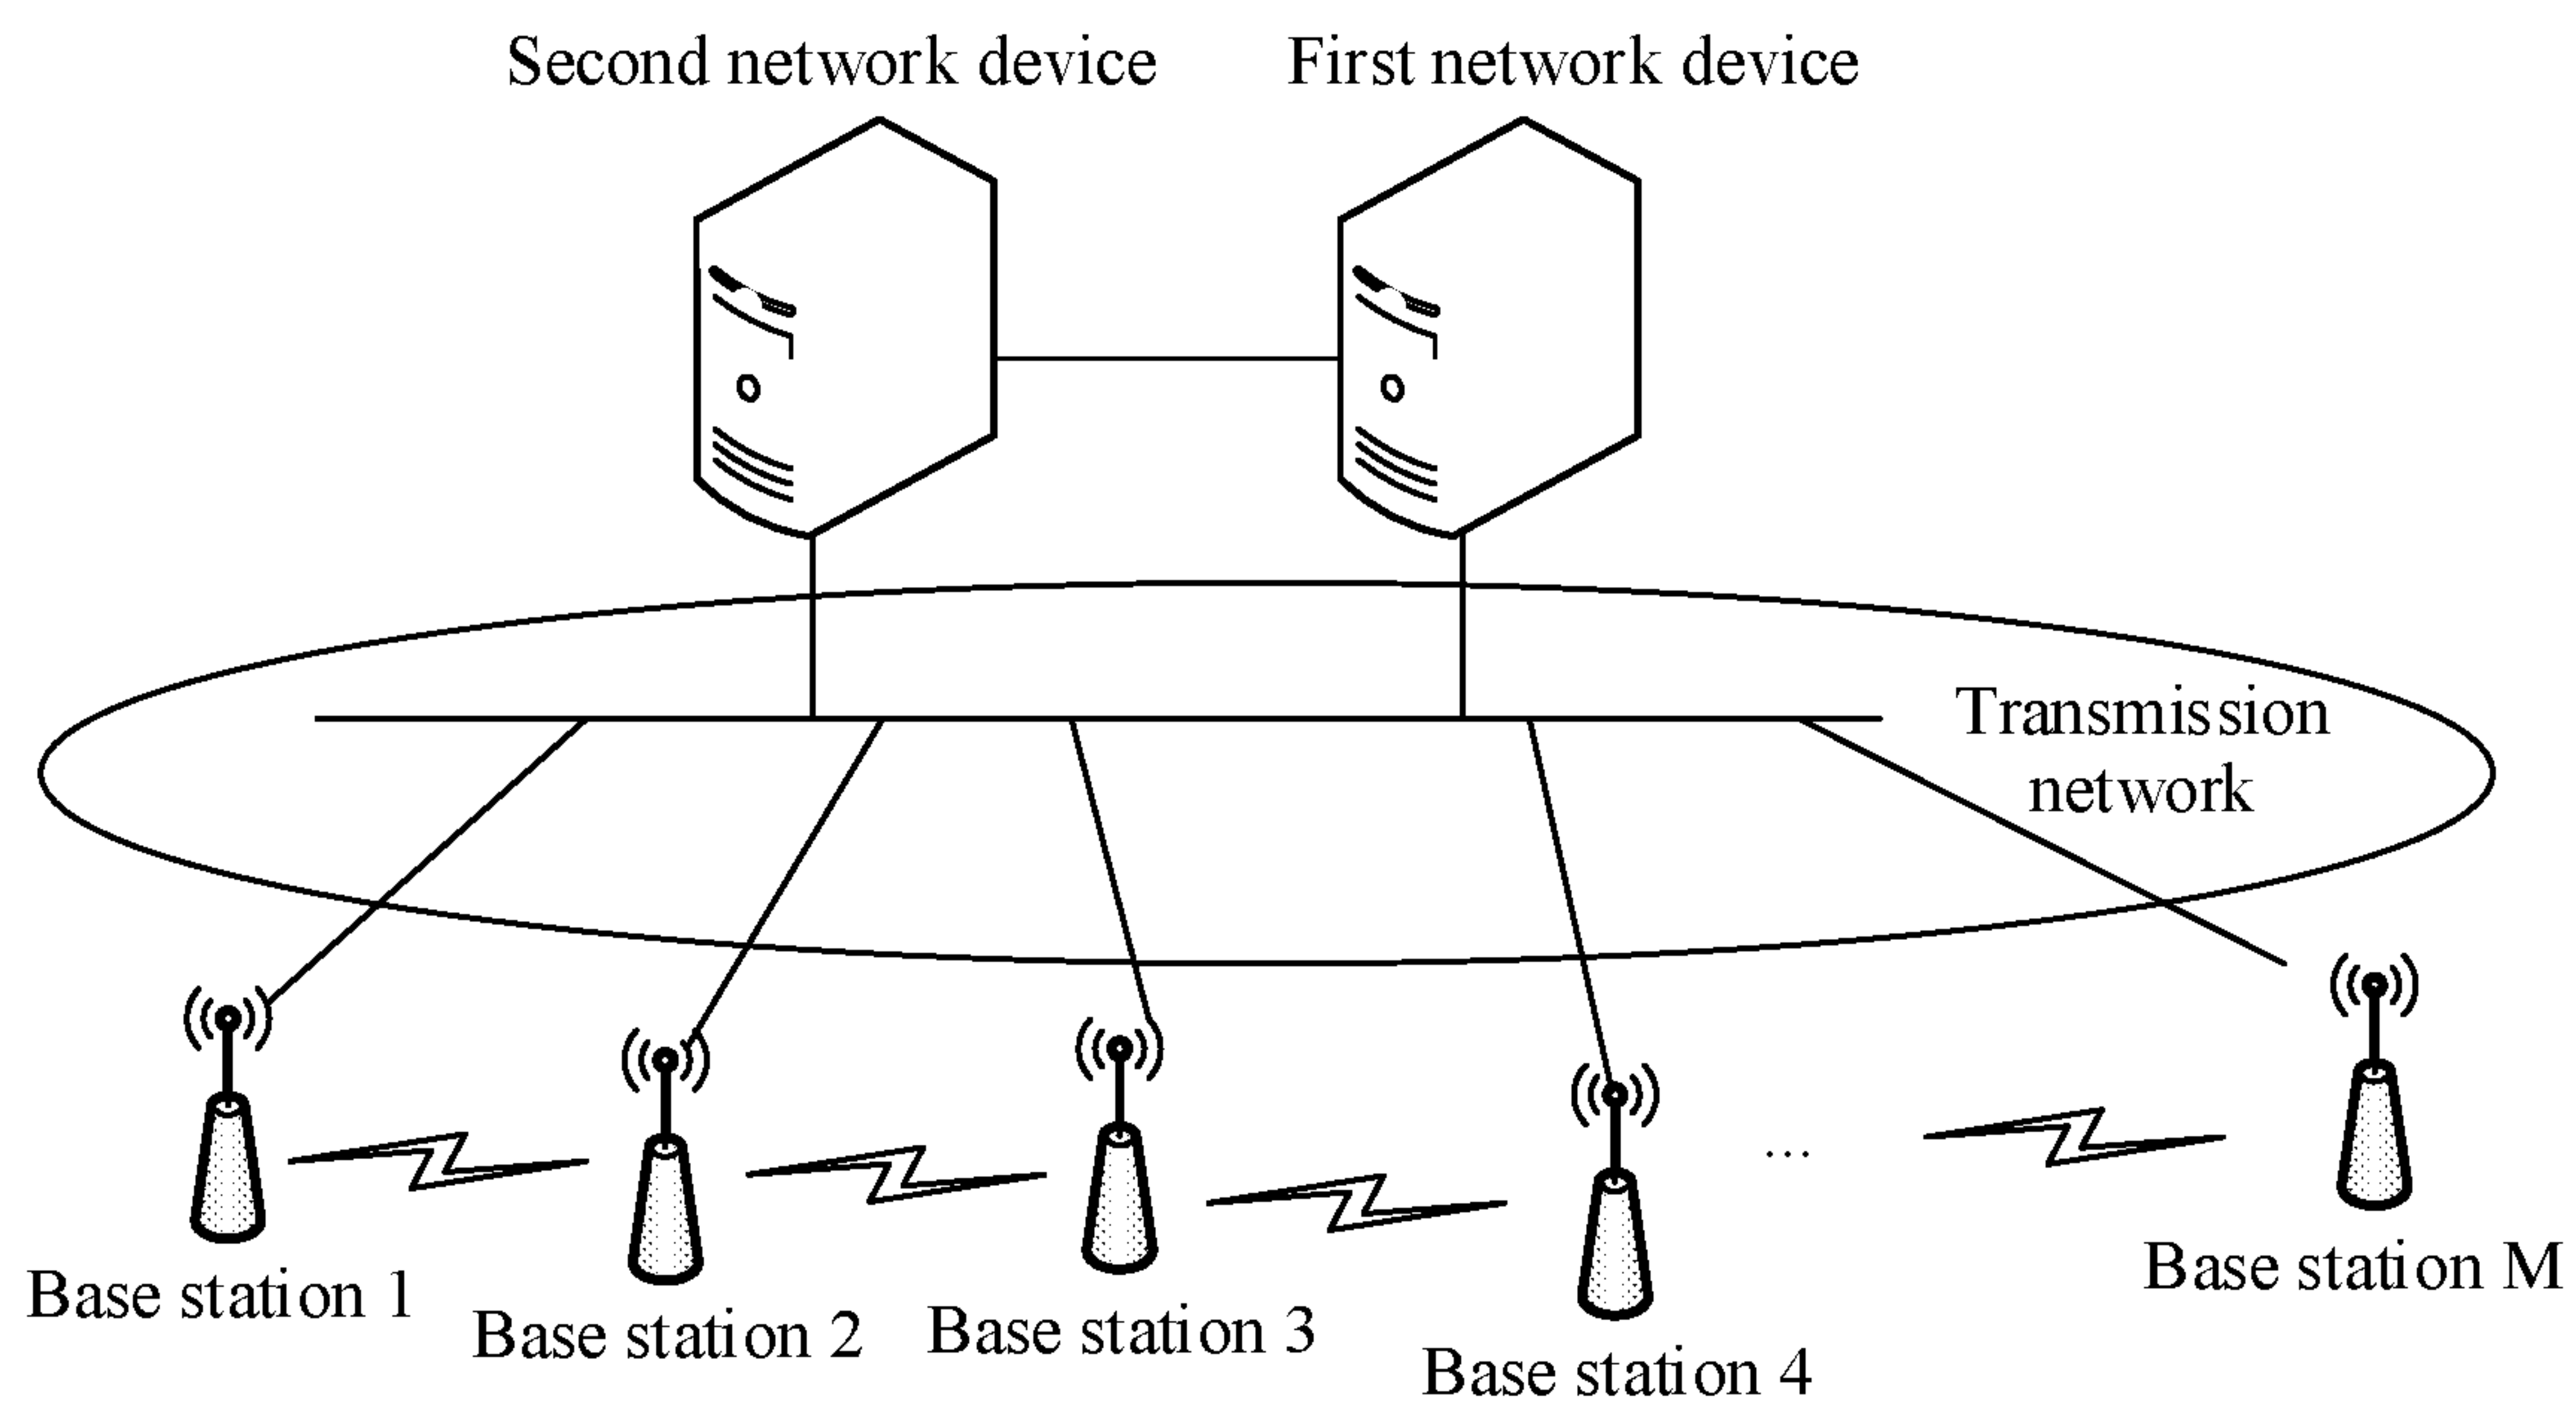 Second network device
First network device
Transmission
network
...
Base station 1
Base station 2
Base station 3
Base station 4
Base station M